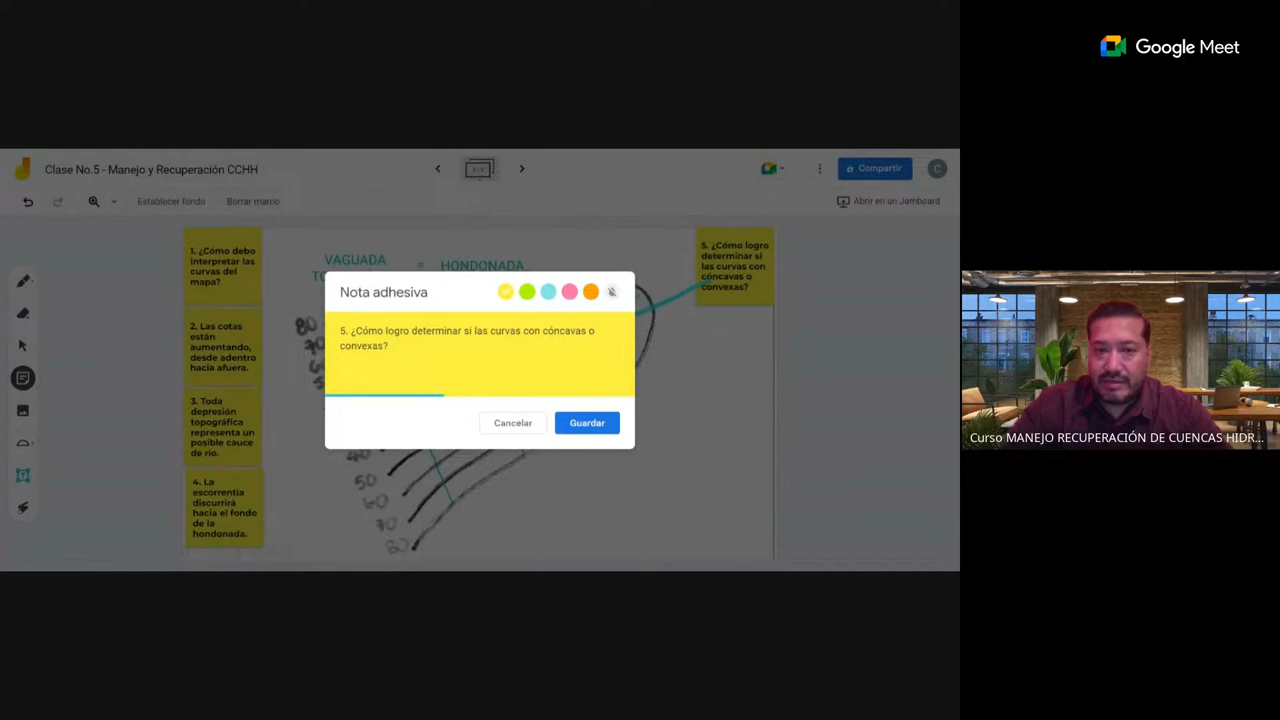 Google Meet
Clase No.5 - Manejo y Recuperación CCHH
Compartir
C
Establecer fondo
Borrar marco
Abrir en un Jamboard
1. ¿Cómo debo
interpretar las
curvas del
mapa?
2. Las cotas
están
aumentando,
desde adentro
hacia afuera.
3. Toda
depresión
topográfica
representa un
posible cauce
de río.
4. La
escorrentía
discurrirá
hacia el fondo
de la
hondonada.
VAGUADA
=
HONDONADA
80
70
Nota adhesiva
5. ¿Cómo logro determinar si las curvas con cóncavas o
convexas?
Cancelar
Guardar
50
60
70
80
5. ¿Cómo logro
determinar si
las curvas con
cóncavas o
convexas?
Curso MANEJO RECUPERACIÓN DE CUENCAS HIDR...